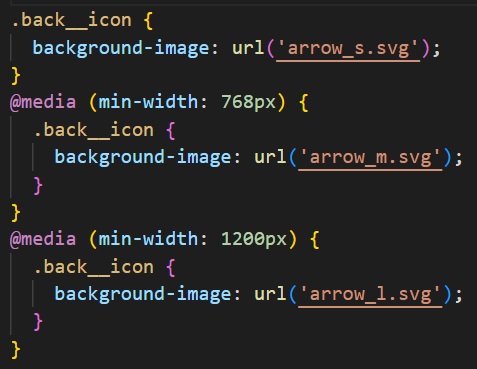 .back__icon {
  background-image: url('arrow_s.svg');
}
@media (min-width: 768px) {
  .back__icon {
    background-image: url('arrow_m.svg');
  }
}
@media (min-width: 1200px) {
  .back__icon {
    background-image: url('arrow_l.svg');
  }
}